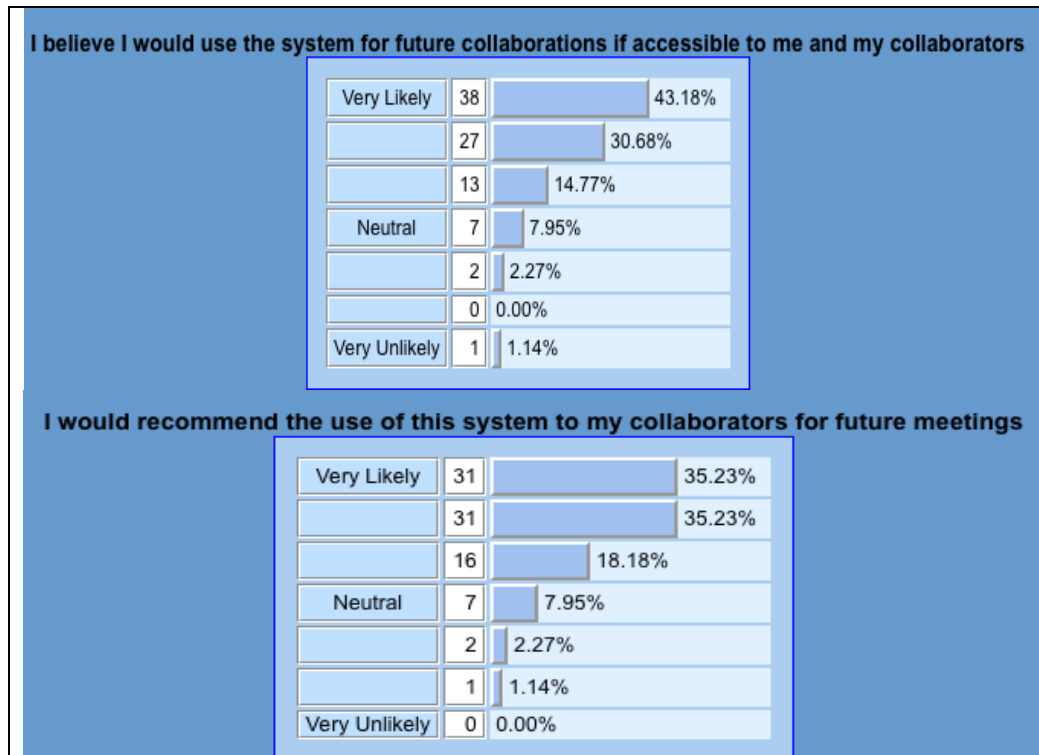 I believe I would use the system for future collaborations if accessible to me and my collaborators
Very Likely 38 43.18%
27 30.68%
13 14.77%
Neutral 7 7.95%
2 2.27%
0 0.00%
Very Unlikely 1 1.14%
I would recommend the use of this system to my collaborators for future meetings
Very Likely 31 35.23%
31 35.23%
16 18.18%
Neutral 7 7.95%
2 2.27%
1 1.14%
Very Unlikely 0 0.00%